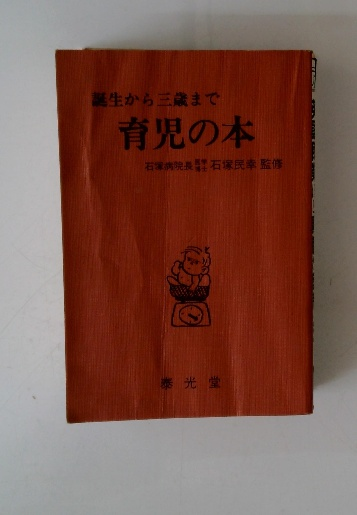 誕生から三歳まで
育児の本
石塚病院長 医学博士 石塚民幸 監修
泰光堂